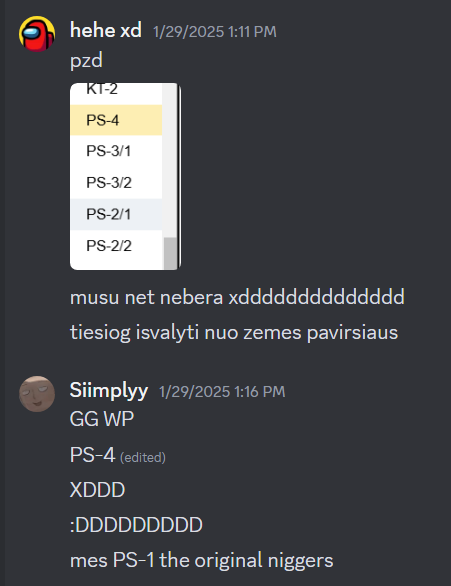 hehe xd 1/29/2025 1:11 PM
pzd
KT-2
PS-4
PS-3/1
PS-3/2
PS-2/1
PS-2/2
musu net nebera xdddddddddddddd
tiesiog isvalyti nuo zemes pavirsiaus
Siimplyy 1/29/2025 1:16 PM
GG WP
PS-4 (edited)
XDDD
:DDDDDDDDD
mes PS-1 the original niggers